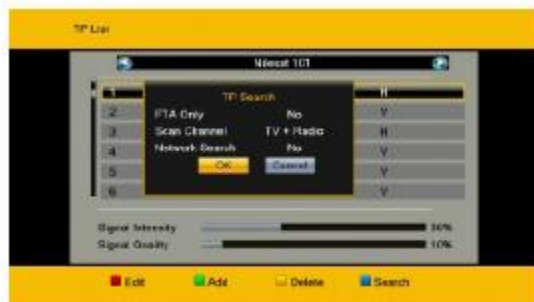 TP List
Nilesat 101
TP Search
1 H
FTA Only No
2 V
Scan Channel TV + Radio
3 H
Network Search No
4 V
OK Cancel
5 V
6 V
Signal Intensity
Signal Quality 10%
Edit Add Delete Search